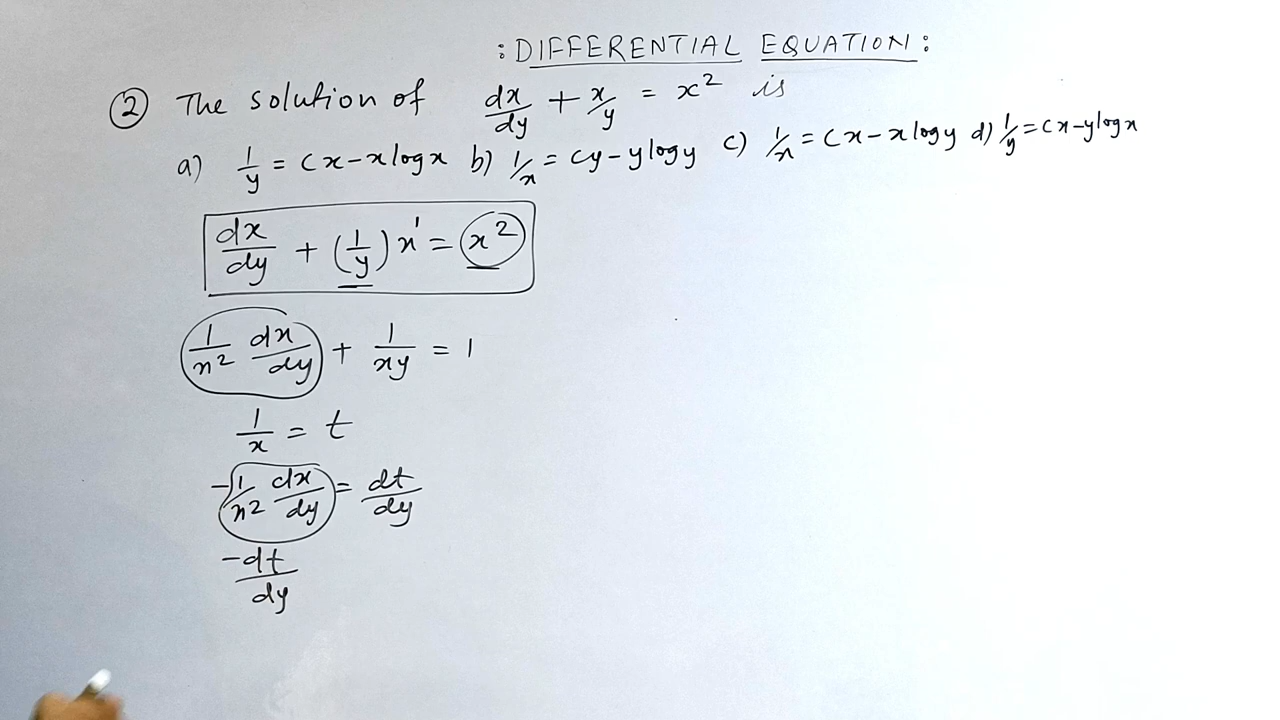 : DIFFERENTIAL EQUATION :
② The solution of dx/dy + x/y = x² is
a) 1/y = cx - x log x b) 1/x = cy - y log y c) 1/x = cx - x log y d) 1/y = cx - y log x
dx/dy + (1/y) x¹ = x²
1/x² dx/dy + 1/xy = 1
1/x = t
-1/x² dx/dy = dt/dy
-dt/dy